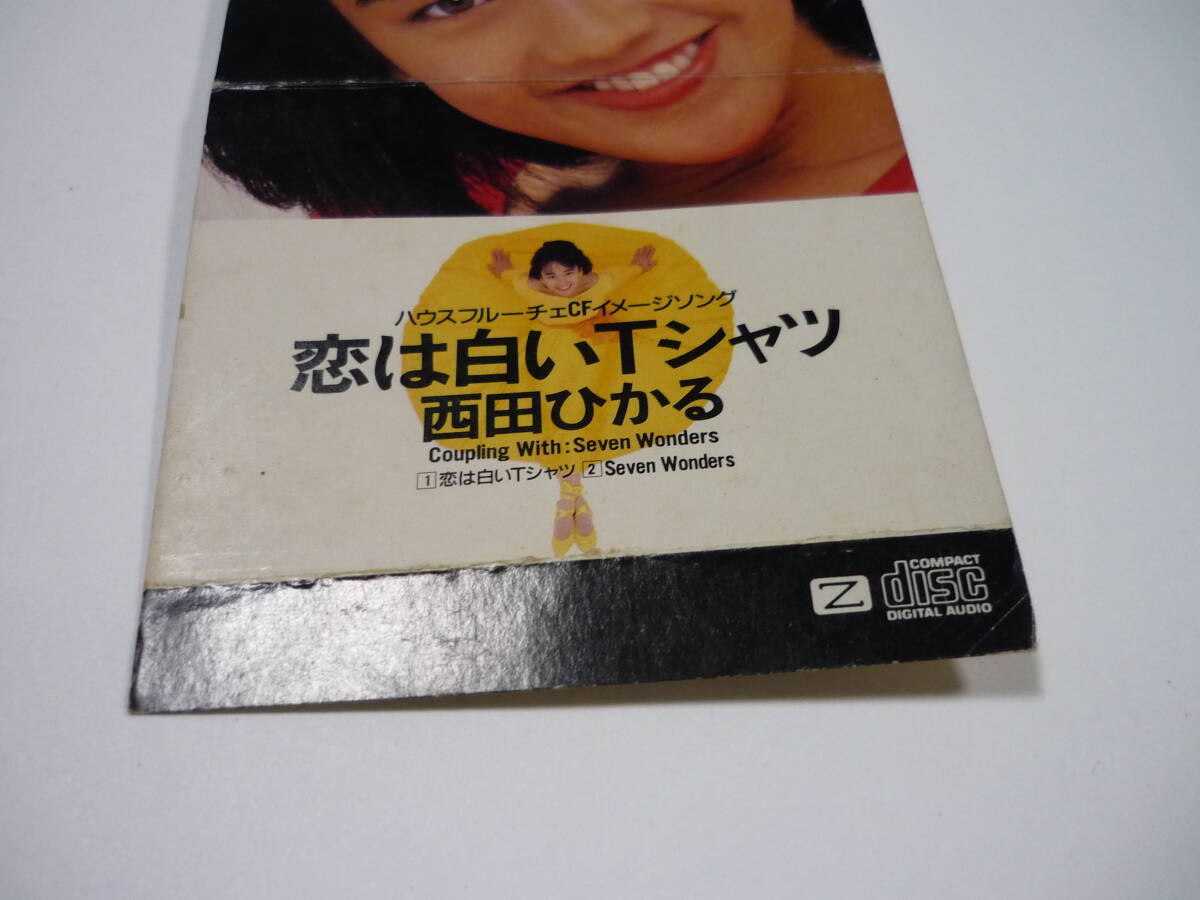 ハウスフルーチェCFイメージソング
恋は白いTシャツ
西田ひかる
Coupling With:Seven Wonders
1 恋は白いTシャツ 2 Seven Wonders
Z
COMPACT
disc
DIGITAL AUDIO